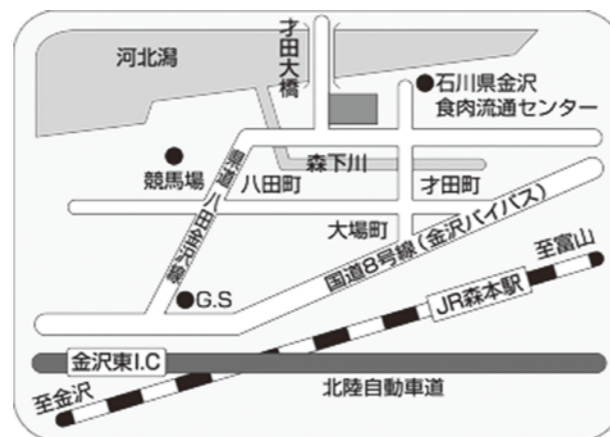 河北潟
才田大橋
石川県金沢
食肉流通センター
競馬場
県道 八田金沢線
八田町
森下川
才田町
大場町
国道8号線(金沢バイパス)
至富山
G.S
JR森本駅
金沢東I.C
北陸自動車道
至金沢